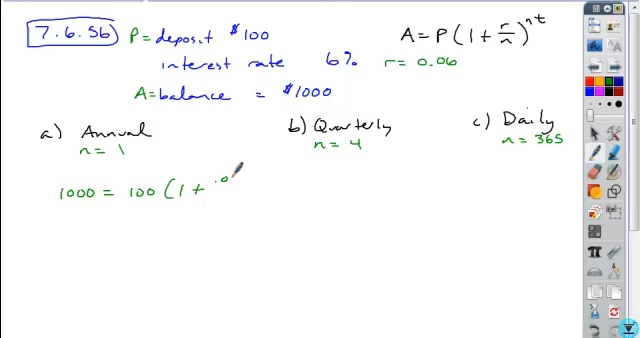 7.6.56 P = deposit $100 A = P(1 + r/n)^nt
interest rate 6% r = 0.06
A = balance = $1000
a) Annual b) Quarterly c) Daily
n = 1 n = 4 n = 365
1000 = 100 (1 + .0